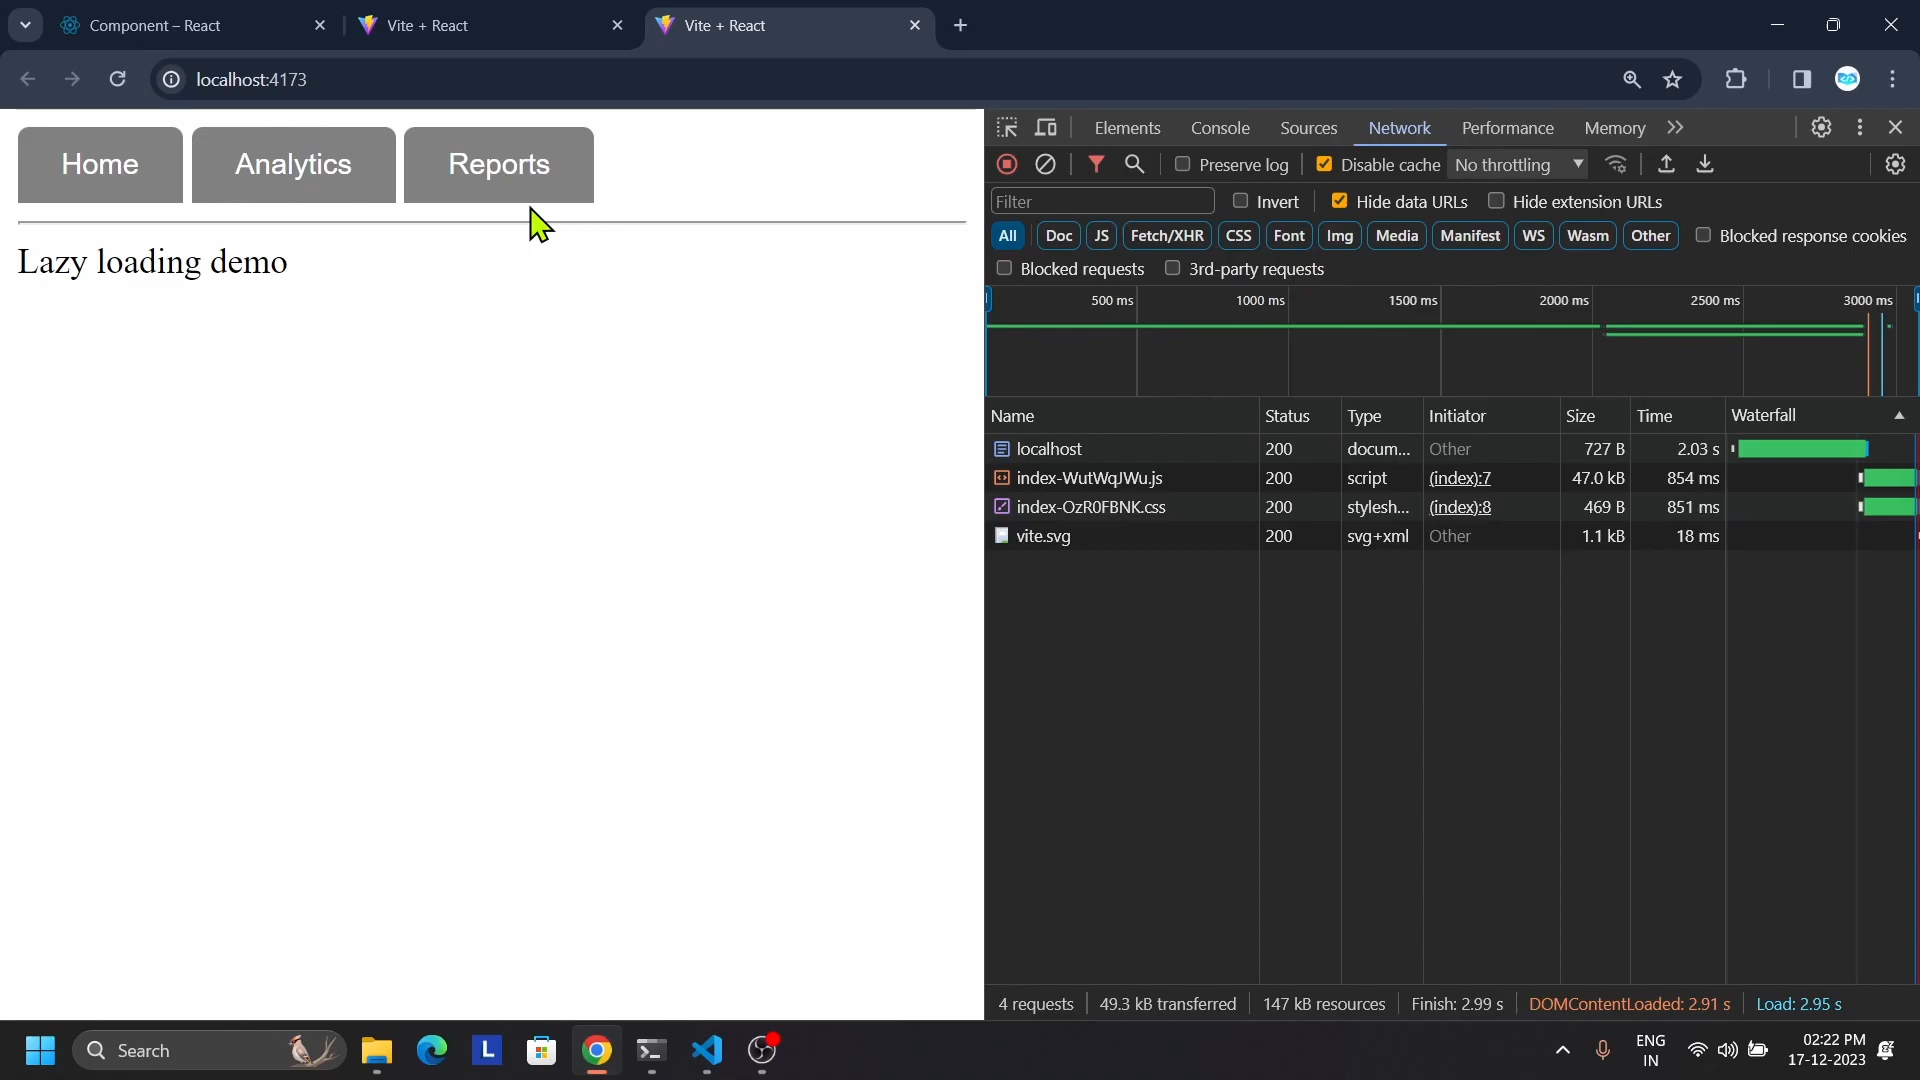 Component – React
Vite + React
Vite + React
localhost:4173
Home Analytics Reports
Lazy loading demo
Elements Console Sources Network Performance Memory
Preserve log Disable cache No throttling
Filter Invert Hide data URLs Hide extension URLs
All Doc JS Fetch/XHR CSS Font Img Media Manifest WS Wasm Other Blocked response cookies
Blocked requests 3rd-party requests
500 ms 1000 ms 1500 ms 2000 ms 2500 ms 3000 ms
Name Status Type Initiator Size Time Waterfall
localhost 200 docum... Other 727 B 2.03 s
index-WutWqJWu.js 200 script (index):7 47.0 kB 854 ms
index-OzR0FBNK.css 200 stylesh... (index):8 469 B 851 ms
vite.svg 200 svg+xml Other 1.1 kB 18 ms
4 requests 49.3 kB transferred 147 kB resources Finish: 2.99 s DOMContentLoaded: 2.91 s Load: 2.95 s
Search
L
ENG
IN
02:22 PM
17-12-2023